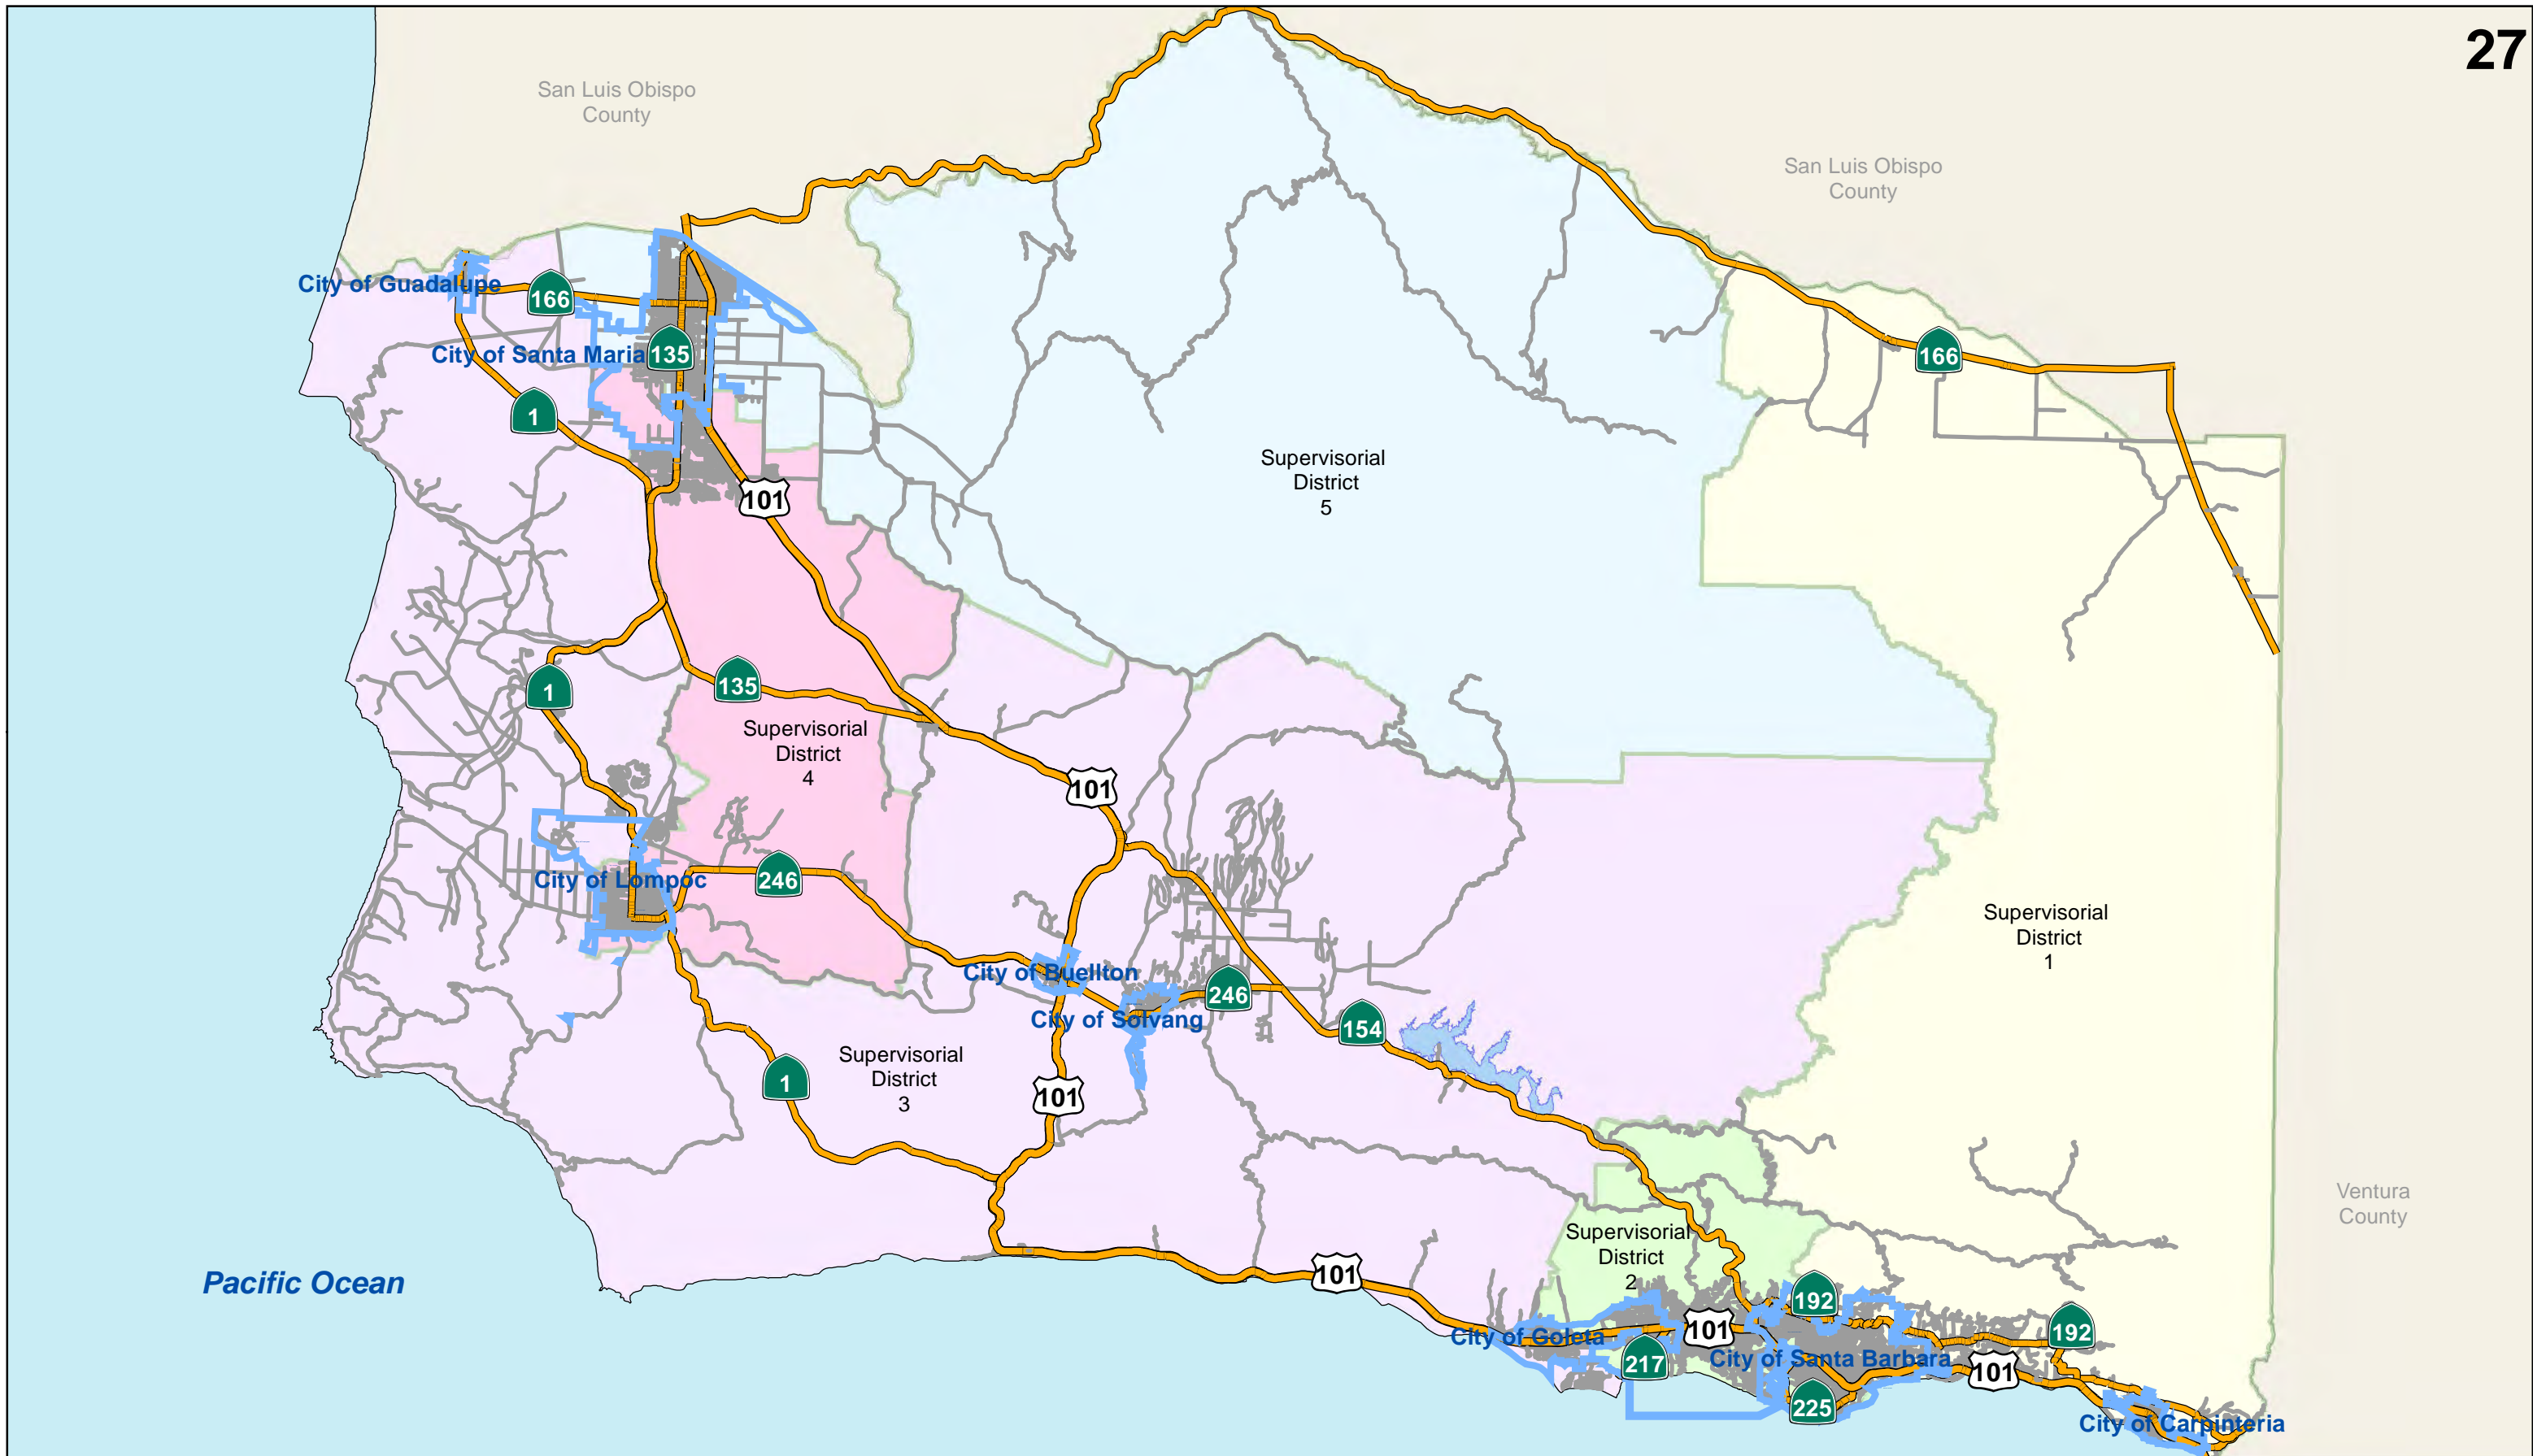 27
San Luis Obispo
County
San Luis Obispo
County
City of Guadalupe
166
City of Santa Maria
135
166
1
Supervisorial
District
5
101
1
135
Supervisorial
District
4
101
City of Lompoc
246
Supervisorial
District
1
City of Buellton
246
City of Solvang
154
Supervisorial
District
3
1
101
Ventura
County
Supervisorial
District
2
Pacific Ocean
101
192
City of Goleta
101
192
217
City of Santa Barbara
101
225
City of Carpinteria